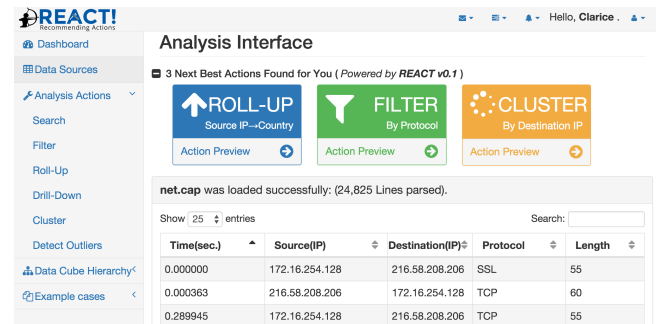 REACT!
Recommending Actions
Hello, Clarice .
Dashboard
Data Sources
Analysis Actions
Search
Filter
Roll-Up
Drill-Down
Cluster
Detect Outliers
Data Cube Hierarchy
Example cases
Analysis Interface
3 Next Best Actions Found for You ( Powered by REACT v0.1 )
ROLL-UP
Source IP→Country
Action Preview
FILTER
By Protocol
Action Preview
CLUSTER
By Destination IP
Action Preview
net.cap was loaded successfully: (24,825 Lines parsed).
Show 25 entries Search:
Time(sec.) Source(IP) Destination(IP) Protocol Length
0.000000 172.16.254.128 216.58.208.206 SSL 55
0.000363 216.58.208.206 172.16.254.128 TCP 60
0.289945 172.16.254.128 216.58.208.206 TCP 55